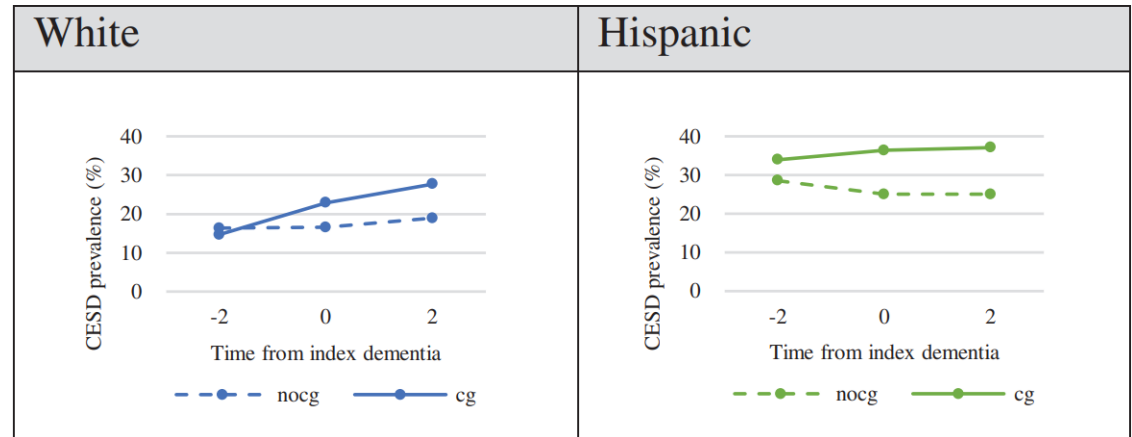 White
Hispanic
CESD prevalence (%)
40
30
20
10
0
-2 0 2
Time from index dementia
nocg cg
CESD prevalence (%)
40
30
20
10
0
-2 0 2
Time from index dementia
nocg cg